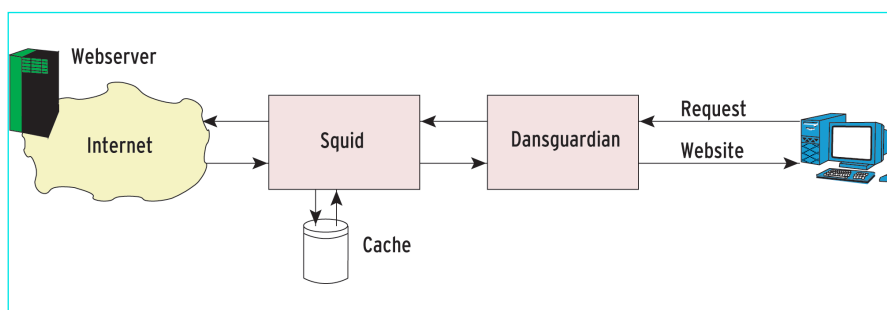 Webserver
Internet
Squid
Cache
Dansguardian
Request
Website